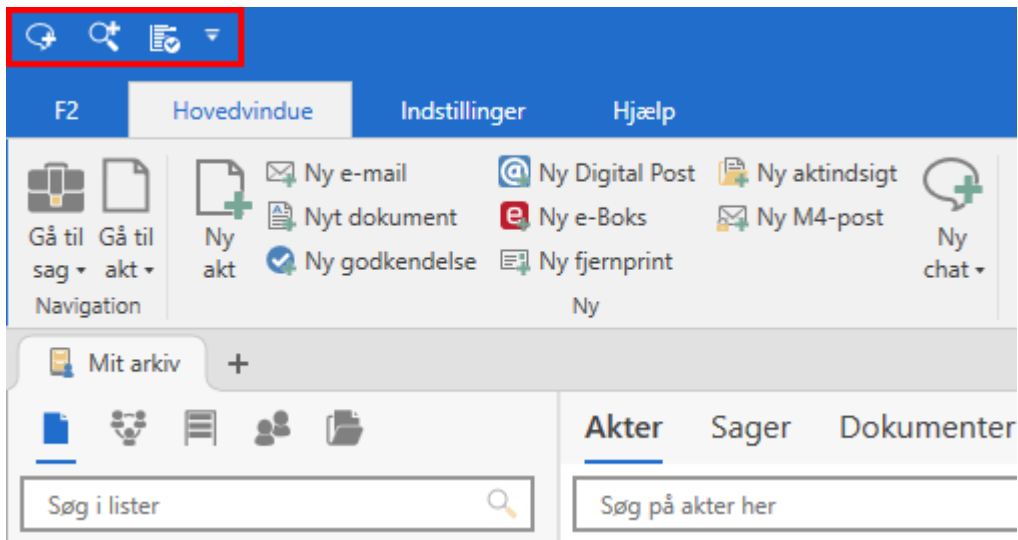 F2 Hovedvindue Indstillinger Hjælp
Gå til sag
Gå til akt
Navigation
Ny akt
Ny e-mail
Nyt dokument
Ny godkendelse
Ny Digital Post
Ny e-Boks
Ny fjernprint
Ny aktindsigt
Ny M4-post
Ny chat
Ny
Mit arkiv +
Akter Sager Dokumenter
Søg i lister
Søg på akter her